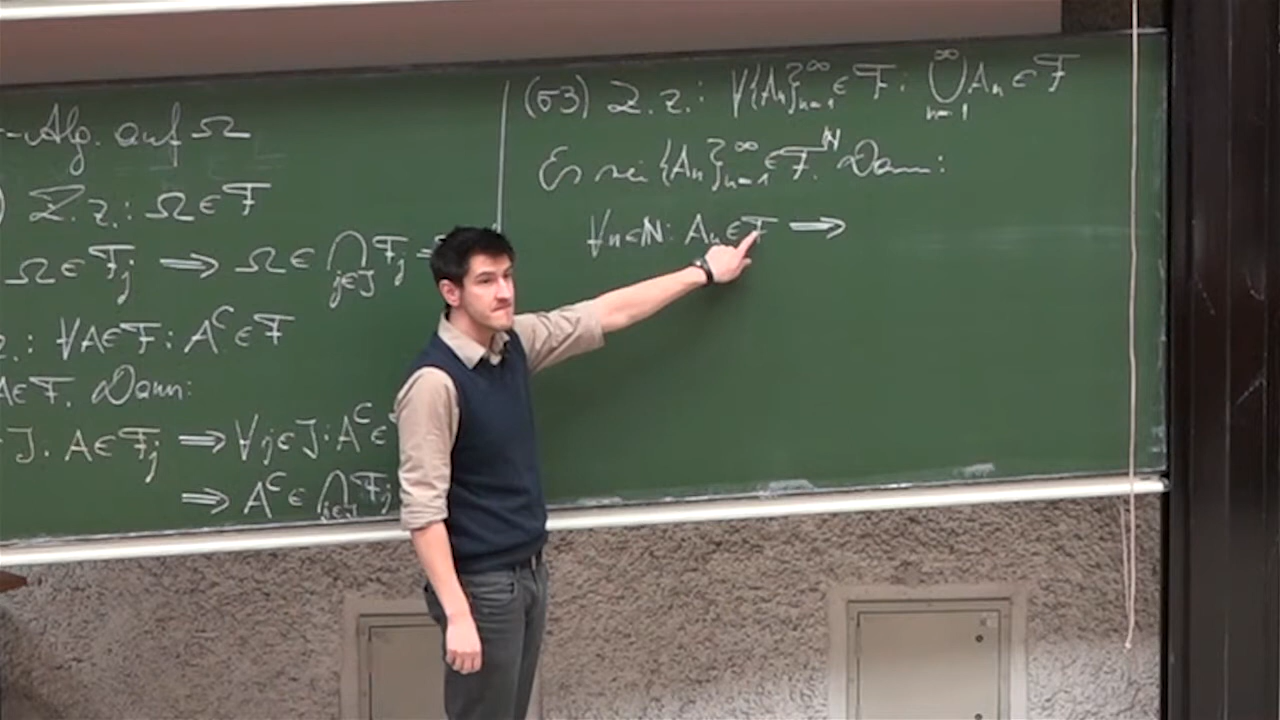 -Alg. auf Ω
) Z.z.: Ω∈𝓕
Ω∈𝓕_j ⟹ Ω∈ ⋂_{j∈J} 𝓕_j =
z.: ∀A∈𝓕: A^C∈𝓕
A∈𝓕. Dann:
J: A∈𝓕_j ⟹ ∀j∈J: A^C∈
⟹ A^C∈ ⋂_{j∈J} 𝓕_j
(σ3) Z.z.: ∀{A_n}_{n=1}^∞ ∈ 𝓕: ⋃_{n=1}^∞ A_n ∈ 𝓕
Es sei {A_n}_{n=1}^∞ ∈ 𝓕^ℕ. Dann:
∀n∈ℕ: A_n∈𝓕 ⟹